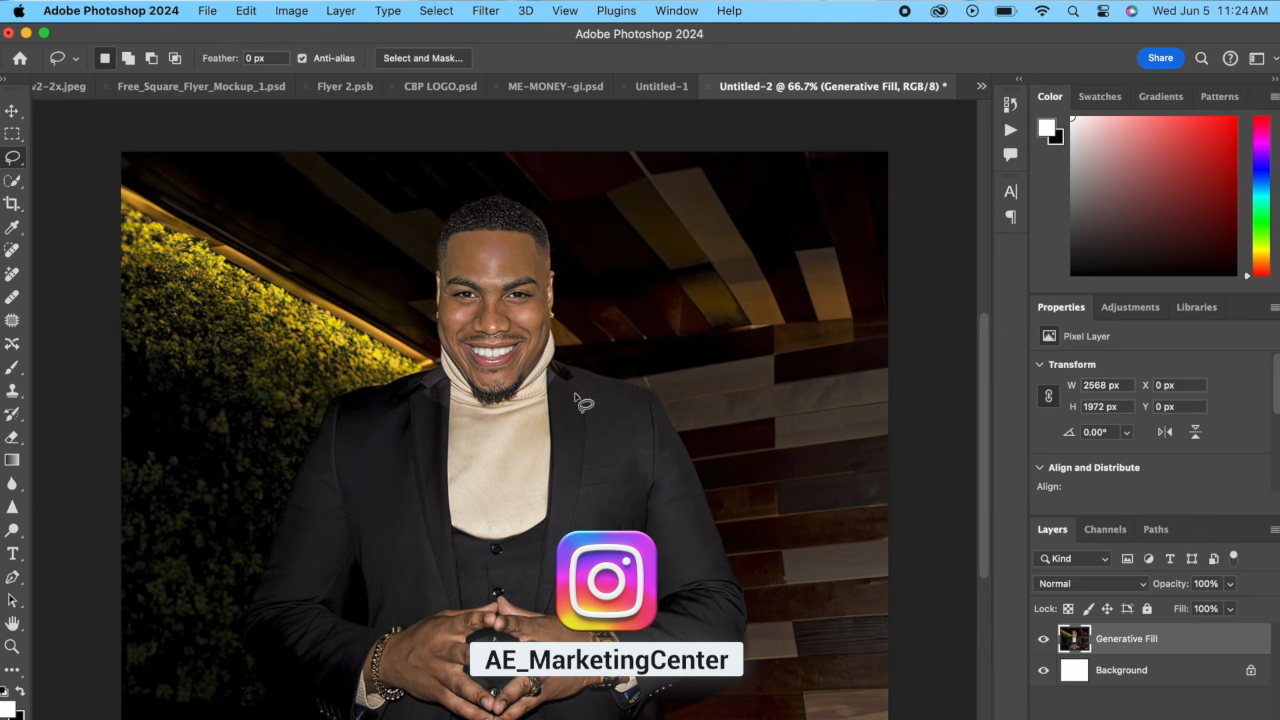 Adobe Photoshop 2024 File Edit Image Layer Type Select Filter 3D View Plugins Window Help Wed Jun 5 11:24 AM
Adobe Photoshop 2024
Feather: 0 px Anti-alias Select and Mask... Share
v2-2x.jpeg Free_Square_Flyer_Mockup_1.psd Flyer 2.psb CBP LOGO.psd ME-MONEY-gi.psd Untitled-1 Untitled-2 @ 66.7% (Generative Fill, RGB/8) *
Color Swatches Gradients Patterns
Properties Adjustments Libraries
Pixel Layer
Transform
W 2568 px X 0 px
H 1972 px Y 0 px
0.00°
Align and Distribute
Align:
Layers Channels Paths
Kind
Normal Opacity: 100%
Lock: Fill: 100%
Generative Fill
Background
AE_MarketingCenter